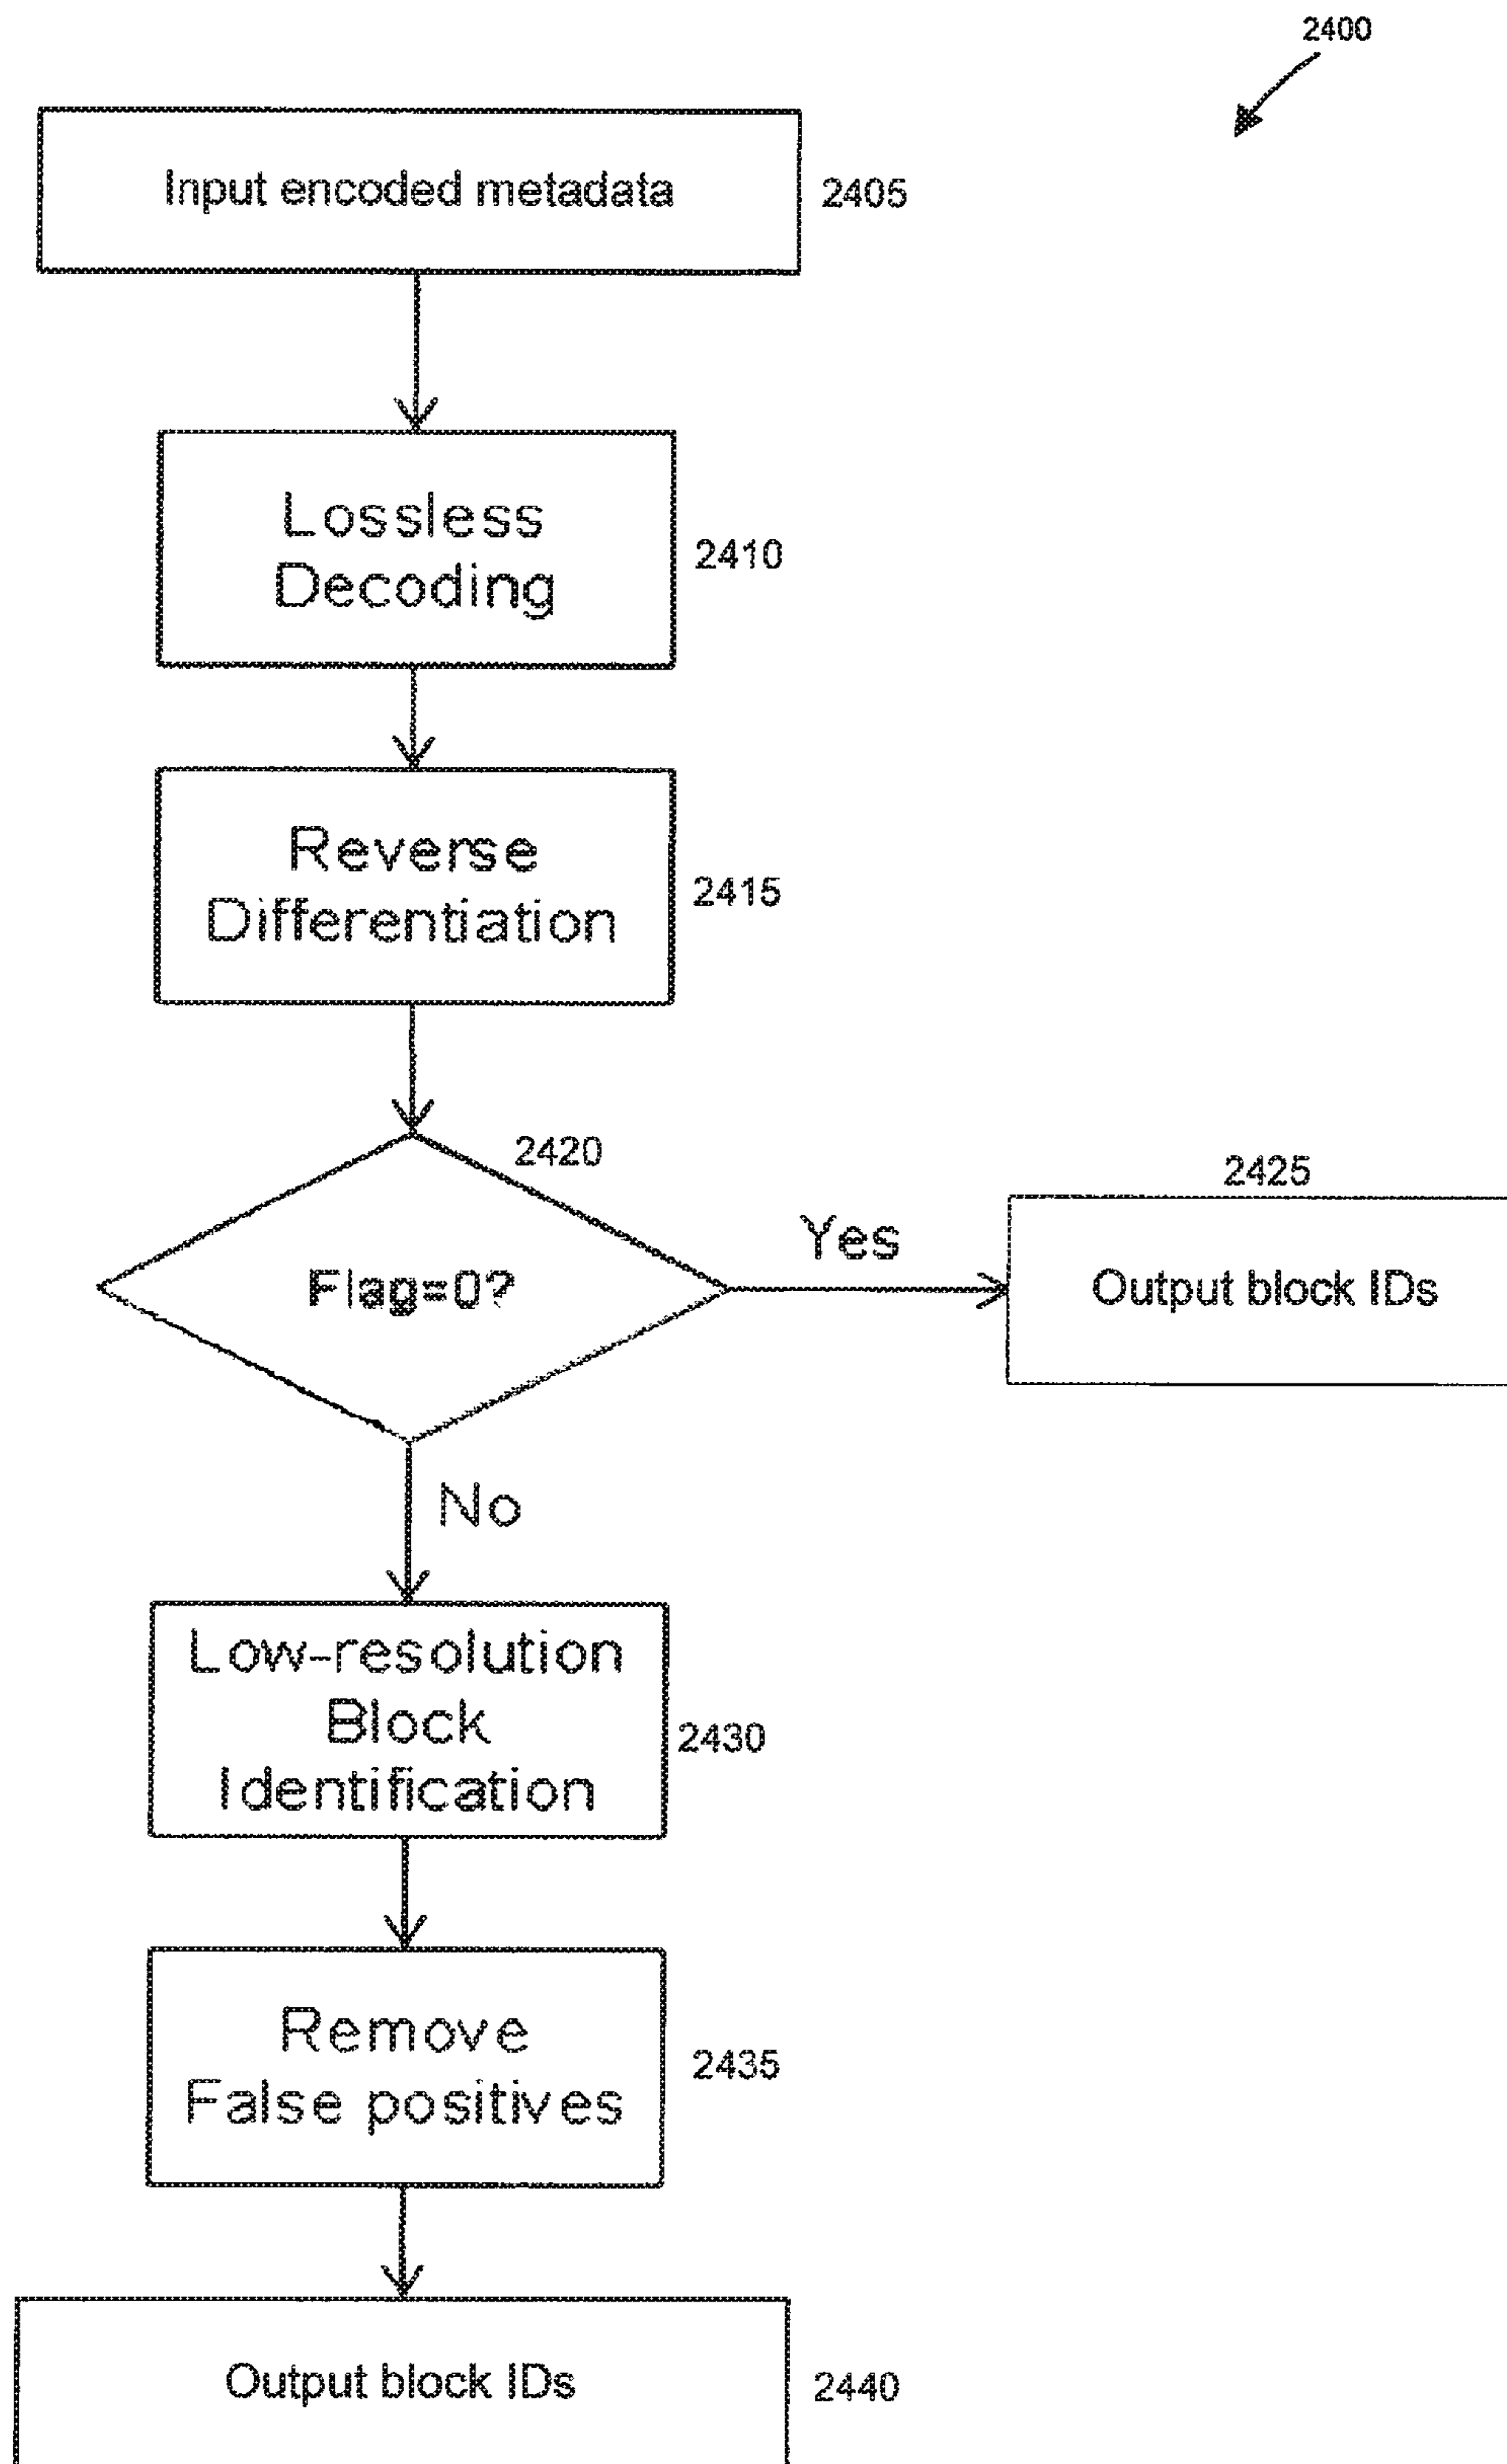 2400
Input encoded metadata
2405
Lossless
Decoding
2410
Reverse
Differentiation
2415
2420
Flag=0?
Yes
2425
Output block IDs
No
Low-resolution
Block
Identification
2430
Remove
False positives
2435
Output block IDs
2440